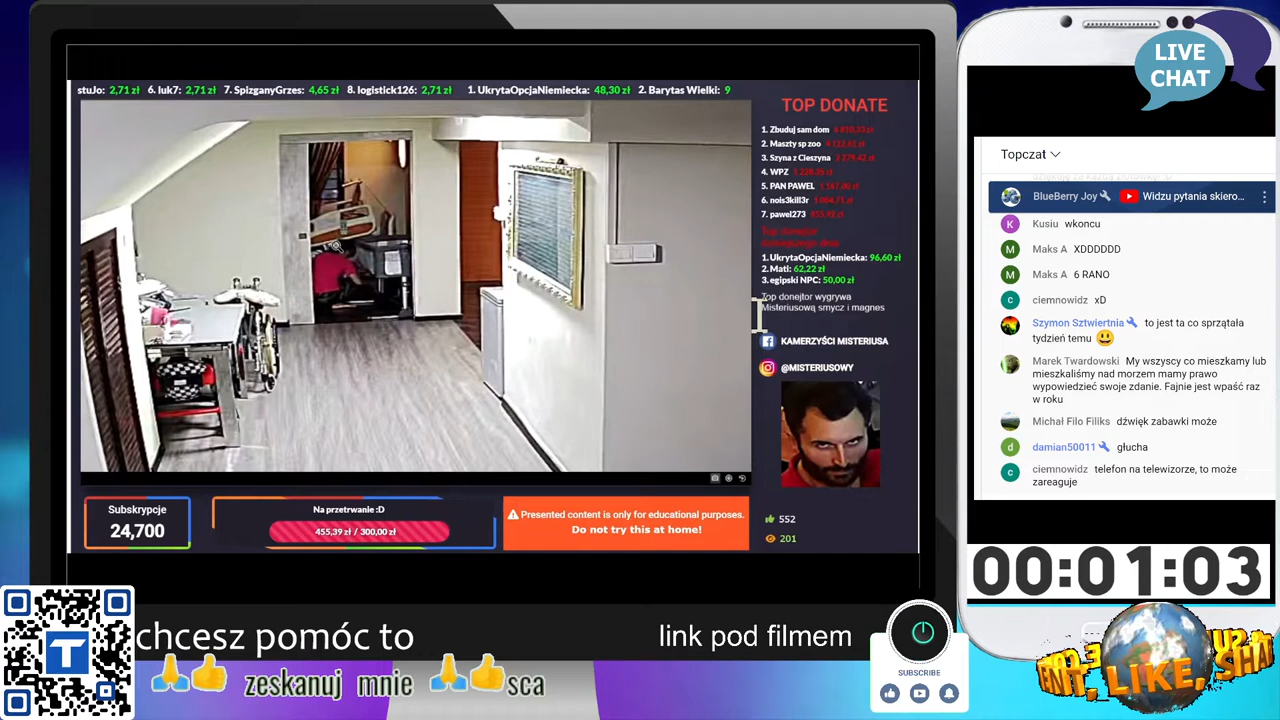 stuJo: 2,71 zł 6. luk7: 2,71 zł 7. SpizganyGrzes: 4,65 zł 8. logistick126: 2,71 zł 1. UkrytaOpcjaNiemiecka: 48,30 zł 2. Barytas Wielki: 9
TOP DONATE
1. Zbuduj sam dom
2. Maszty sp zoo
3. Szyna z Cieszyna
4. WPZ
5. PAN PAWEL
6. nois3kill3r
7. pawel273
Top donejtor
dzisiejszego dnia
1.UkrytaOpcjaNiemiecka: 96,60 zł
2.Mati: 62,22 zł
3.egipski NPC: 50,00 zł
Top donejtor wygrywa
Misteriusową smycz i magnes
KAMERZYŚCI MISTERIUSA
@MISTERIUSOWY
552
201
Subskrypcje
24,700
Na przetrwanie :D
455,39 zł / 300,00 zł
Presented content is only for educational purposes.
Do not try this at home!
LIVE
CHAT
Topczat
BlueBerry Joy Widzu pytania skiero...
Kusiu wkoncu
Maks A XDDDDDD
Maks A 6 RANO
ciemnowidz xD
Szymon Sztwiertnia to jest ta co sprzątała
tydzień temu
Marek Twardowski My wszyscy co mieszkamy lub
mieszkaliśmy nad morzem mamy prawo
wypowiedzieć swoje zdanie. Fajnie jest wpaść raz
w roku
Michał Filo Filiks dźwięk zabawki może
damian50011 głucha
ciemnowidz telefon na telewizorze, to może
zareaguje
00:01:03
T
chcesz pomóc to
link pod filmem
zeskanuj mnie
sca
SUBSCRIBE
ENT, LIKE, SHA